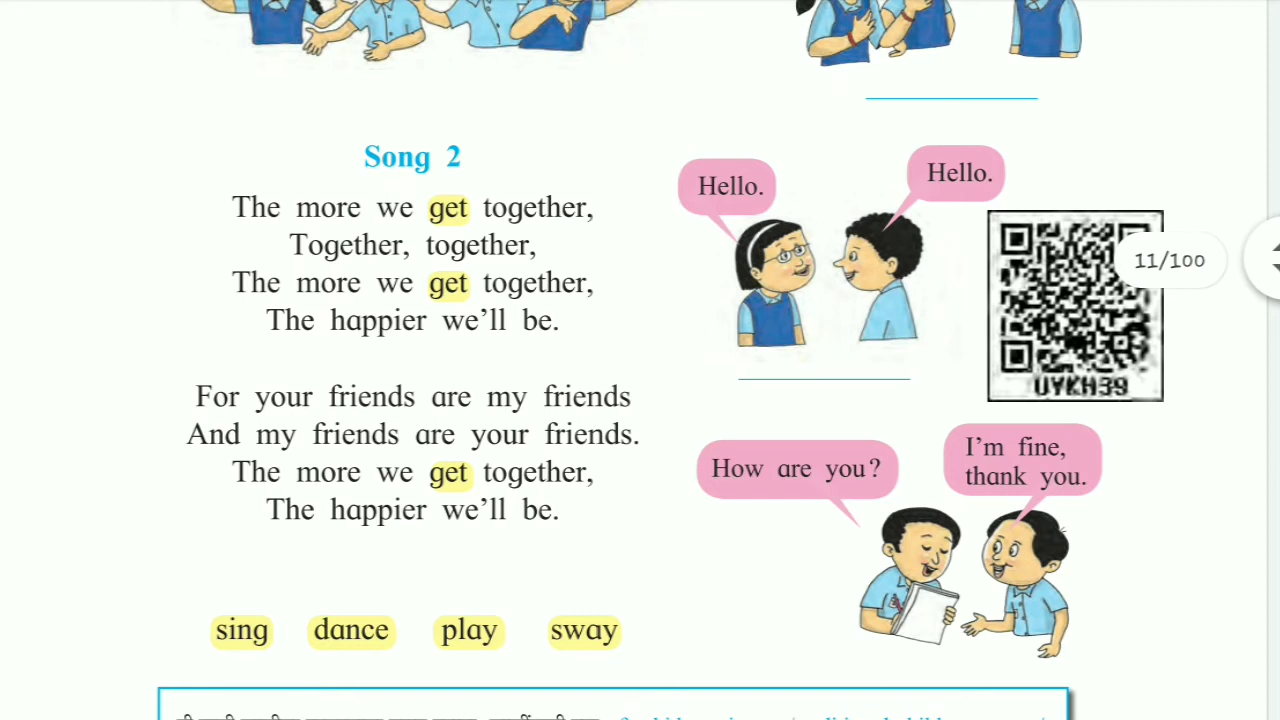 Song 2
The more we get together,
Together, together,
The more we get together,
The happier we'll be.
For your friends are my friends
And my friends are your friends.
The more we get together,
The happier we'll be.
sing dance play sway
Hello.
Hello.
11/100
UYKH39
How are you?
I'm fine,
thank you.